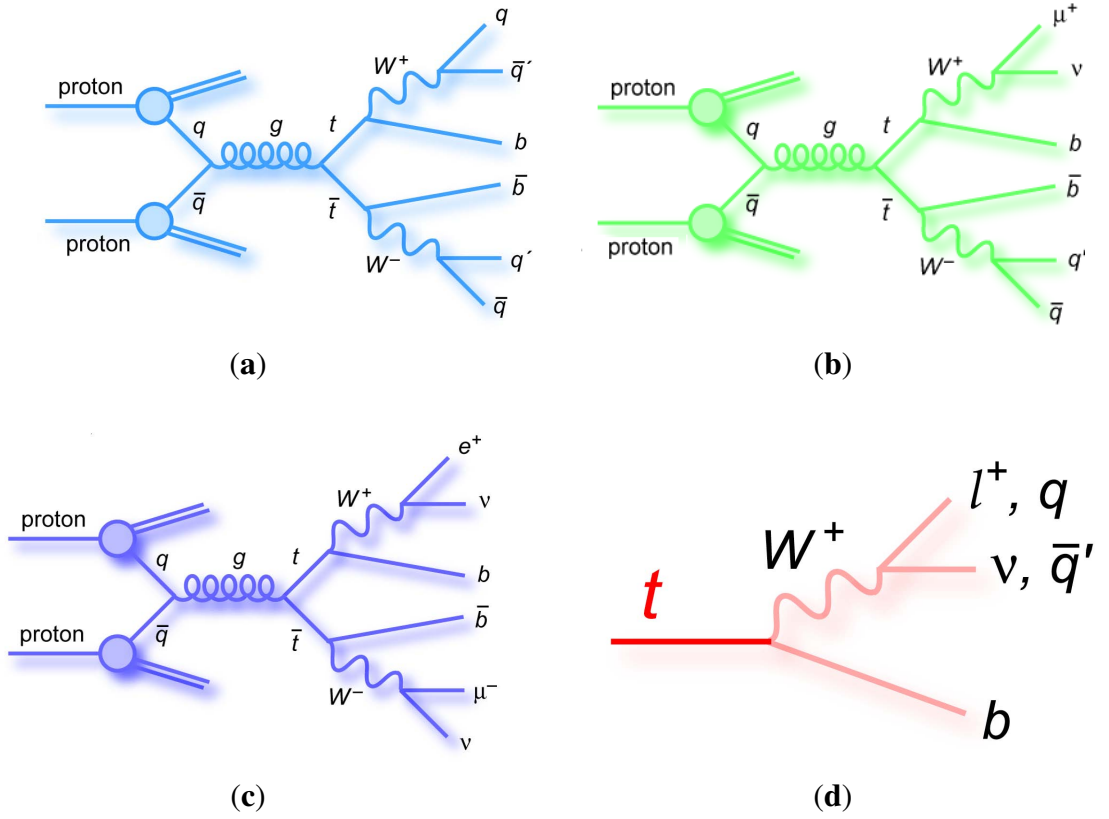 q
W⁺
q̄′
proton
q
g
t
b
q̄
t̄
b̄
proton
W⁻
q′
q̄
(a)
μ⁺
W⁺
ν
proton
q
g
t
b
q̄
t̄
b̄
proton
W⁻
q'
q̄
(b)
e⁺
W⁺
ν
proton
q
g
t
b
proton
q̄
t̄
b̄
W⁻
μ⁻
ν
(c)
l⁺, q
W⁺
ν, q̄'
t
b
(d)